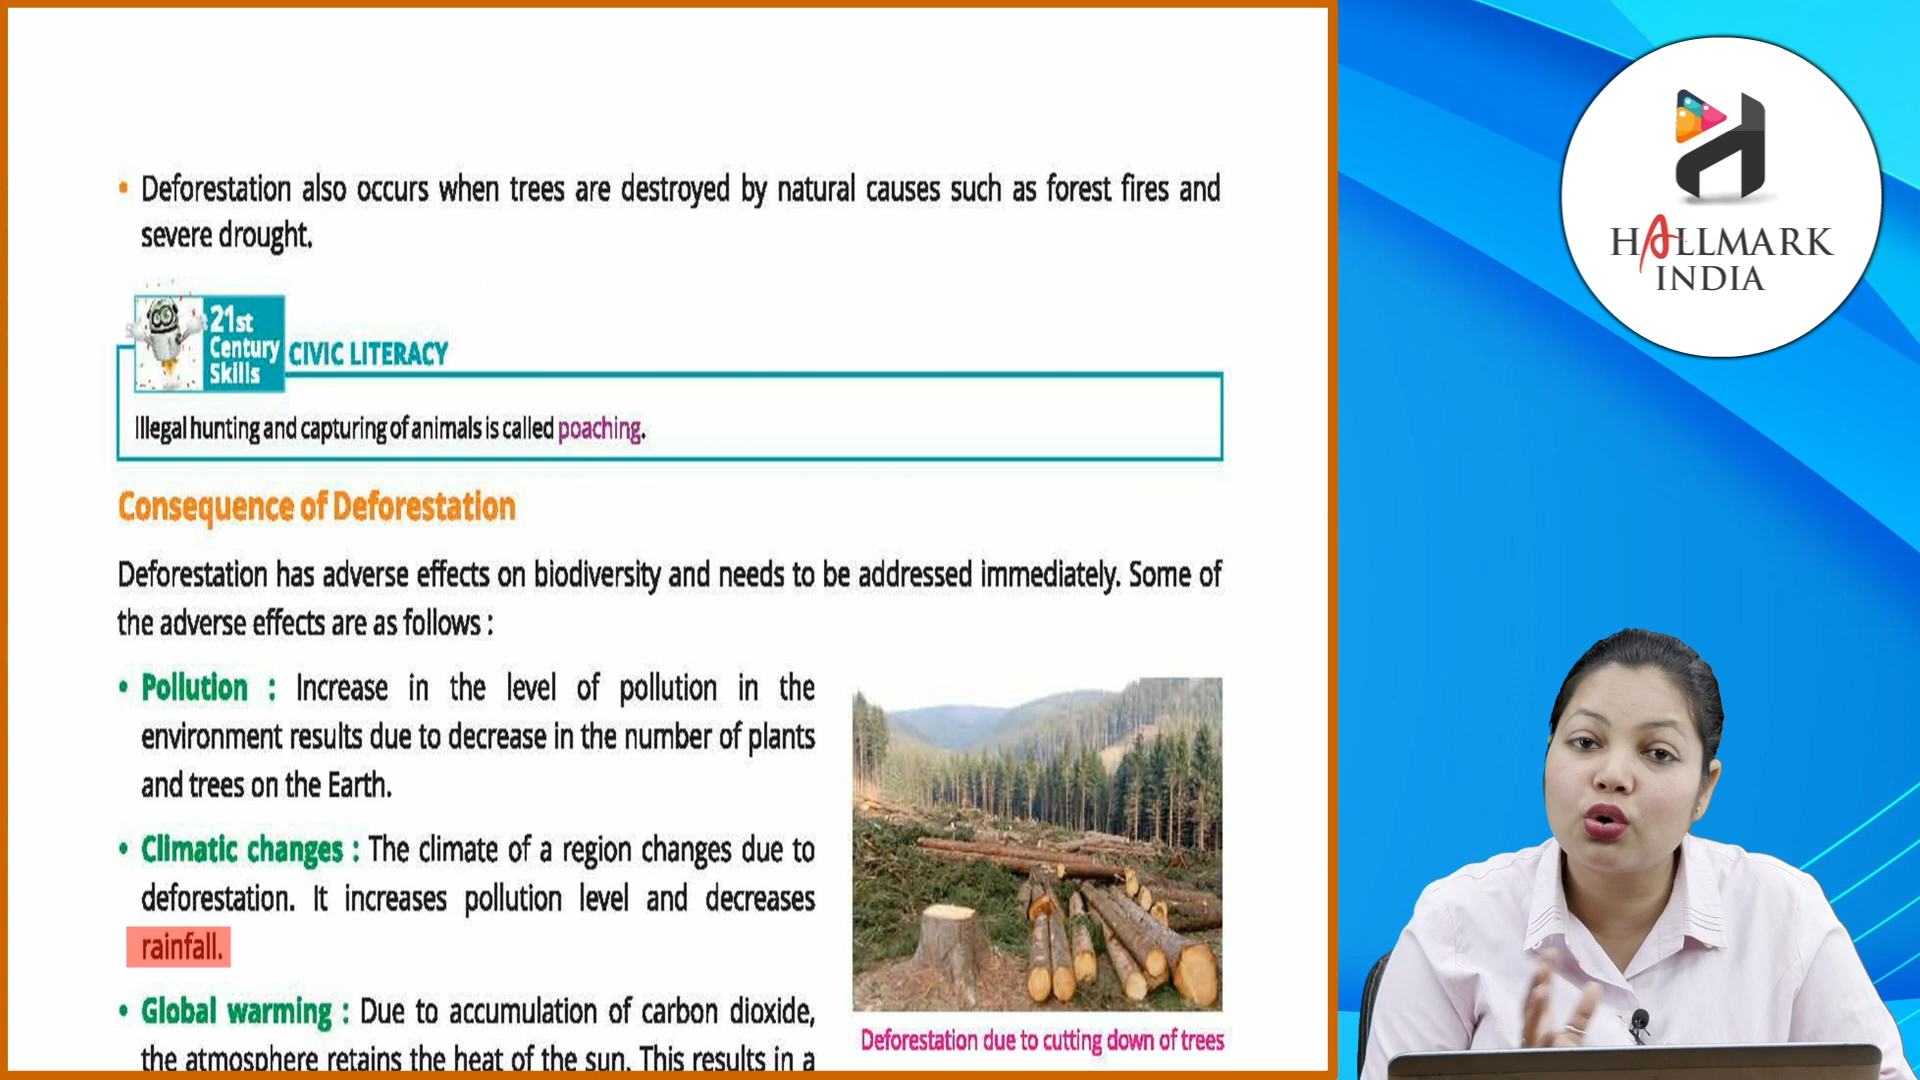 • Deforestation also occurs when trees are destroyed by natural causes such as forest fires and
severe drought.
21st
Century
Skills
CIVIC LITERACY
Illegal hunting and capturing of animals is called poaching.
Consequence of Deforestation
Deforestation has adverse effects on biodiversity and needs to be addressed immediately. Some of
the adverse effects are as follows :
• Pollution : Increase in the level of pollution in the
environment results due to decrease in the number of plants
and trees on the Earth.
• Climatic changes : The climate of a region changes due to
deforestation. It increases pollution level and decreases
rainfall.
• Global warming : Due to accumulation of carbon dioxide,
the atmosphere retains the heat of the sun. This results in a
Deforestation due to cutting down of trees
HALLMARK
INDIA